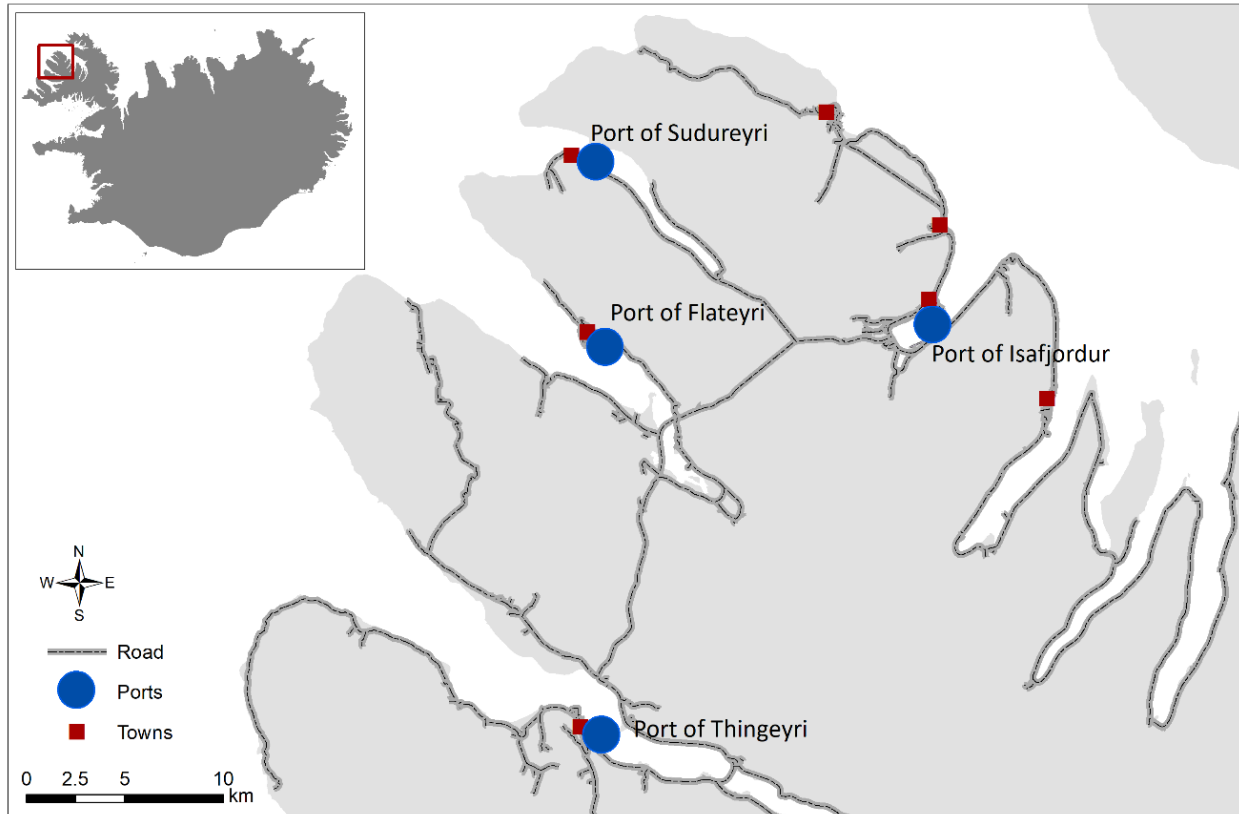 Port of Sudureyri
Port of Flateyri
Port of Isafjordur
Port of Thingeyri
N
W E
S
Road
Ports
Towns
0 2.5 5 10
km